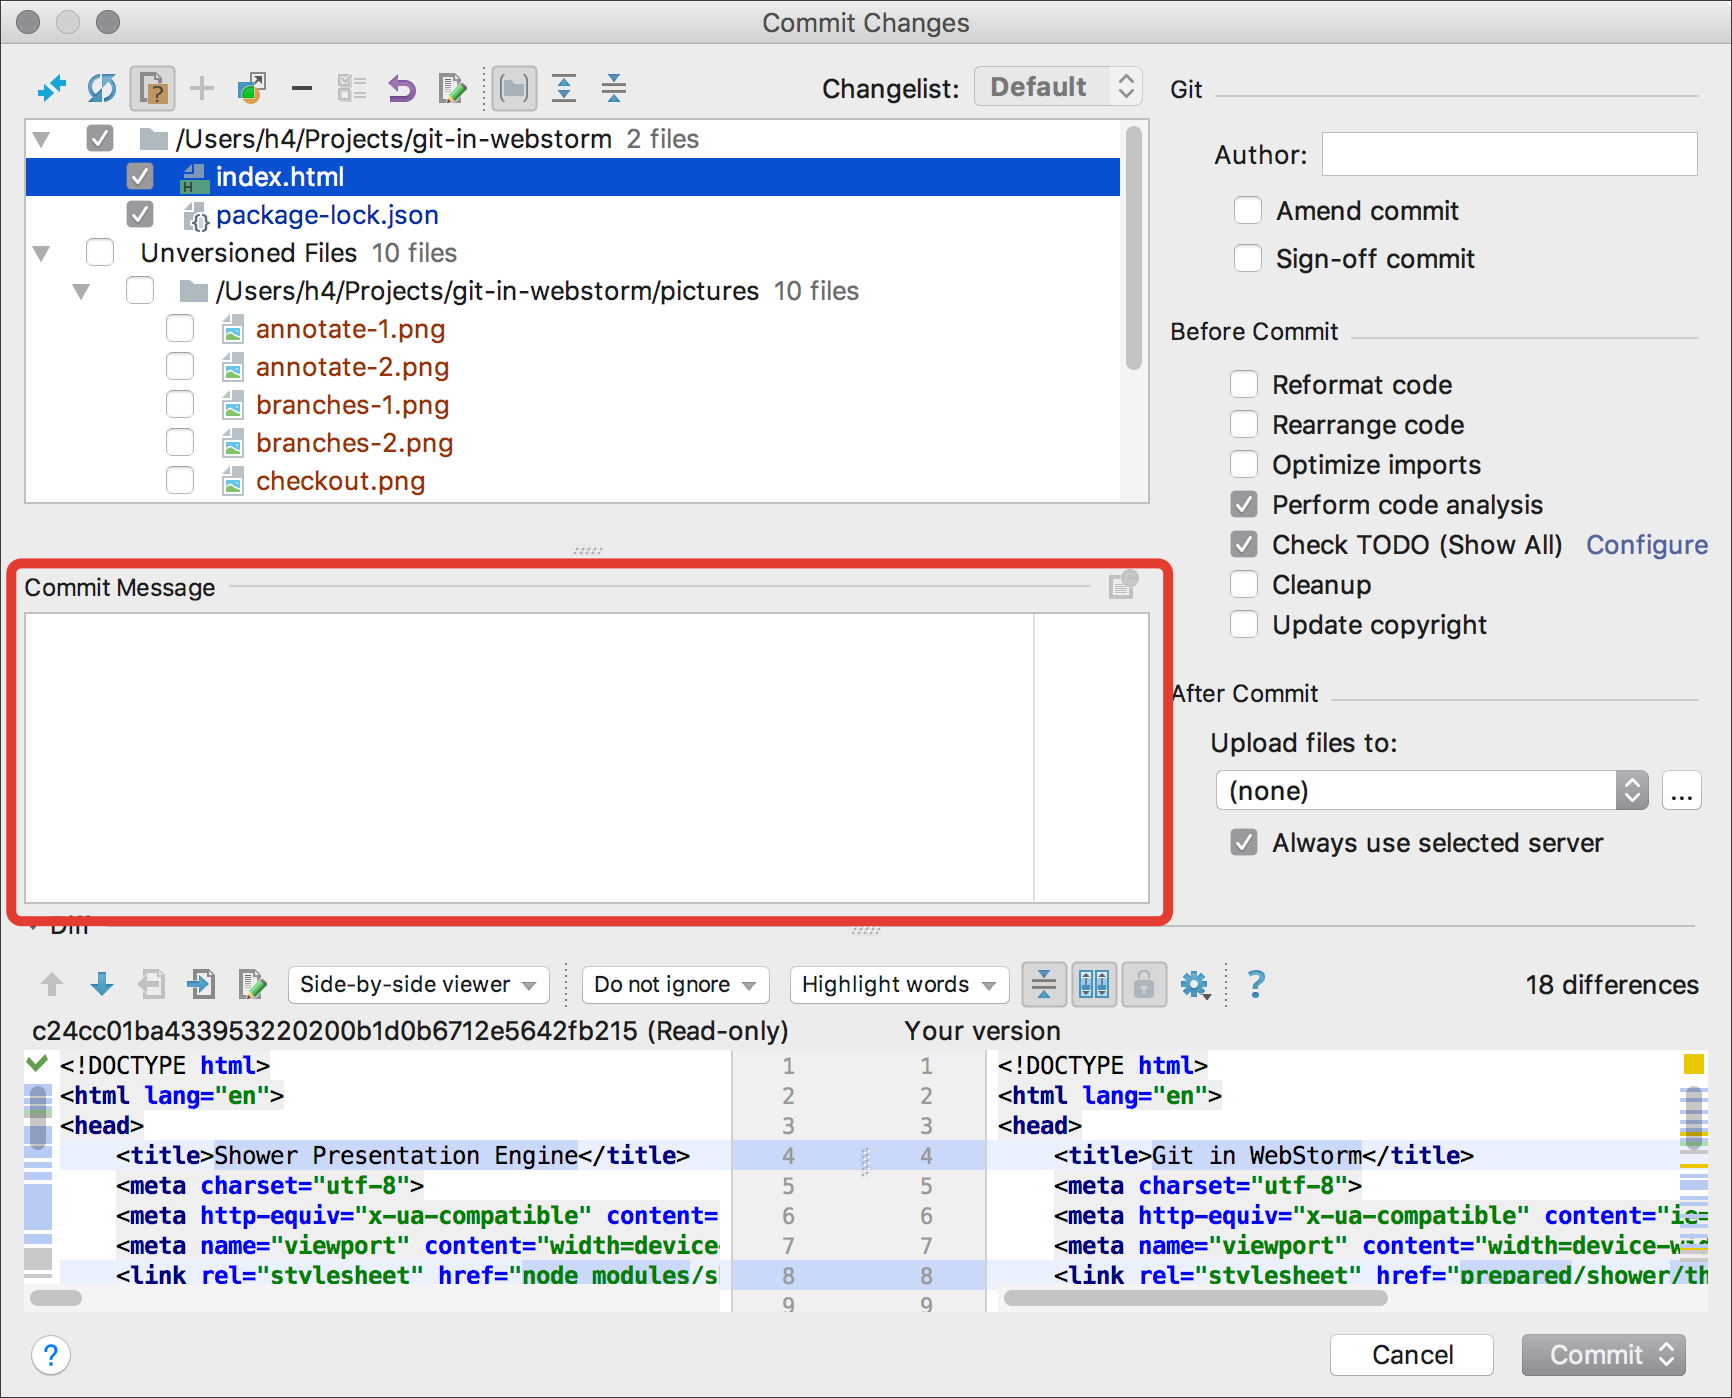 Commit Changes
Changelist: Default
/Users/h4/Projects/git-in-webstorm 2 files
index.html
package-lock.json
Unversioned Files 10 files
/Users/h4/Projects/git-in-webstorm/pictures 10 files
annotate-1.png
annotate-2.png
branches-1.png
branches-2.png
checkout.png
Git
Author:
Amend commit
Sign-off commit
Before Commit
Reformat code
Rearrange code
Optimize imports
Perform code analysis
Check TODO (Show All) Configure
Cleanup
Update copyright
After Commit
Upload files to:
(none) ...
Always use selected server
Commit Message
Diff
Side-by-side viewer Do not ignore Highlight words ? 18 differences
c24cc01ba433953220200b1d0b6712e5642fb215 (Read-only) Your version
<!DOCTYPE html> 1 1 <!DOCTYPE html>
<html lang="en"> 2 2 <html lang="en">
<head> 3 3 <head>
<title>Shower Presentation Engine</title> 4 4 <title>Git in WebStorm</title>
<meta charset="utf-8"> 5 5 <meta charset="utf-8">
<meta http-equiv="x-ua-compatible" content= 6 6 <meta http-equiv="x-ua-compatible" content="ie=
<meta name="viewport" content="width=device- 7 7 <meta name="viewport" content="width=device-wid
<link rel="stylesheet" href="node_modules/sh 8 8 <link rel="stylesheet" href="prepared/shower/th
9 9
? Cancel Commit